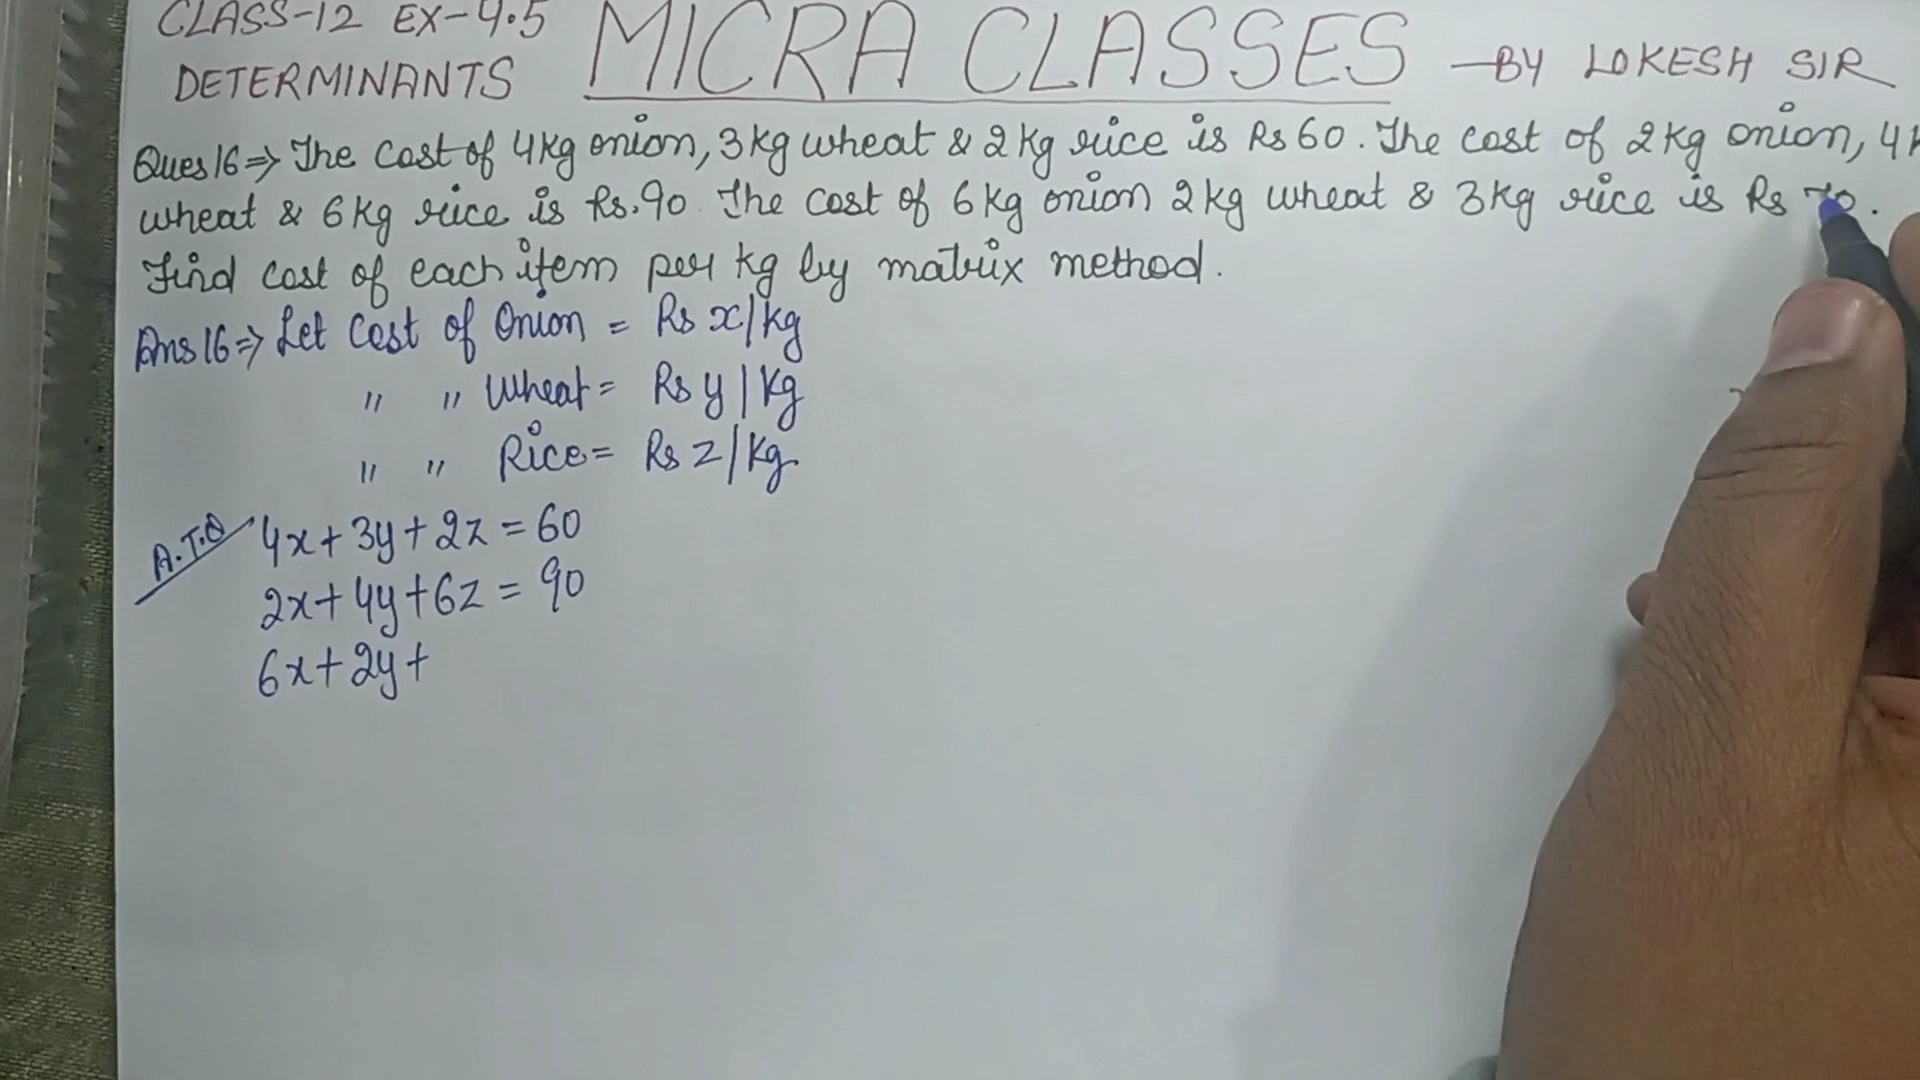 CLASS-12 EX-4.5
DETERMINANTS
MICRA CLASSES
-BY LOKESH SIR
Ques 16⇒ The cost of 4kg onion, 3kg wheat & 2kg rice is Rs 60. The cost of 2kg onion, 4
wheat & 6kg rice is Rs.90 The cost of 6kg onion 2kg wheat & 3kg rice is Rs 70.
Find cost of each item per kg by matrix method.
Ans 16⇒ Let Cost of Onion = Rs x/kg
" " Wheat = Rs y/kg
" " Rice = Rs z/kg
A.T.Q 4x+3y+2z = 60
2x+4y+6z = 90
6x+2y+